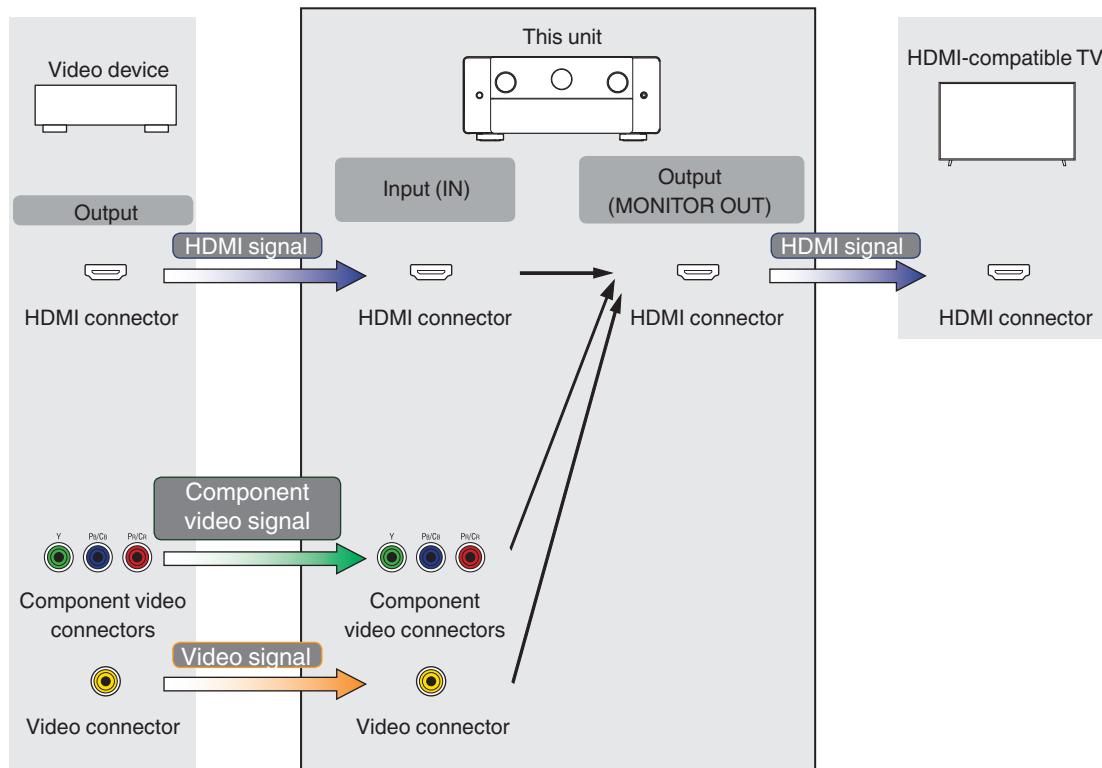 This unit
Video device
HDMI-compatible TV
Input (IN)
Output
(MONITOR OUT)
Output
HDMI signal
HDMI signal
HDMI connector
HDMI connector
HDMI connector
HDMI connector
Component
video signal
Y
PB/CB
PR/CR
Y
PB/CB
PR/CR
Component video
connectors
Component
video connectors
Video signal
Video connector
Video connector